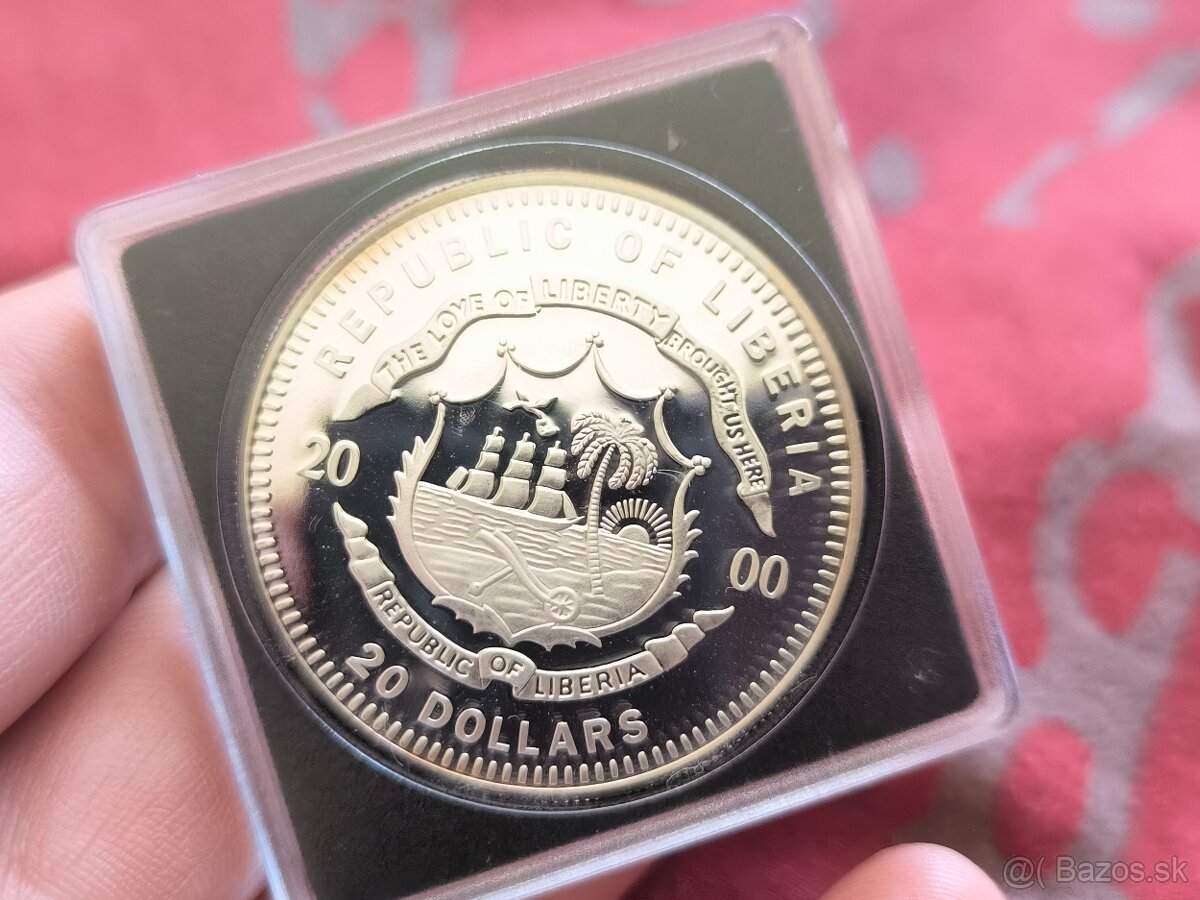 REPUBLIC OF LIBERIA
THE LOVE OF LIBERTY BROUGHT US HERE
20 00
REPUBLIC OF LIBERIA
20 DOLLARS
@( Bazos.sk